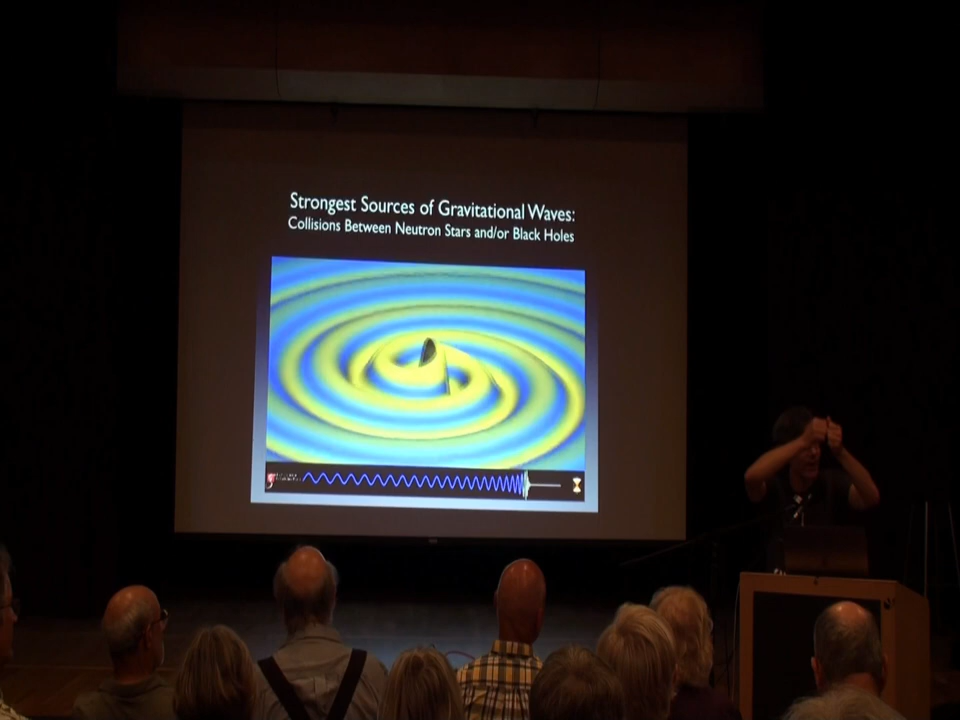 Strongest Sources of Gravitational Waves:
Collisions Between Neutron Stars and/or Black Holes